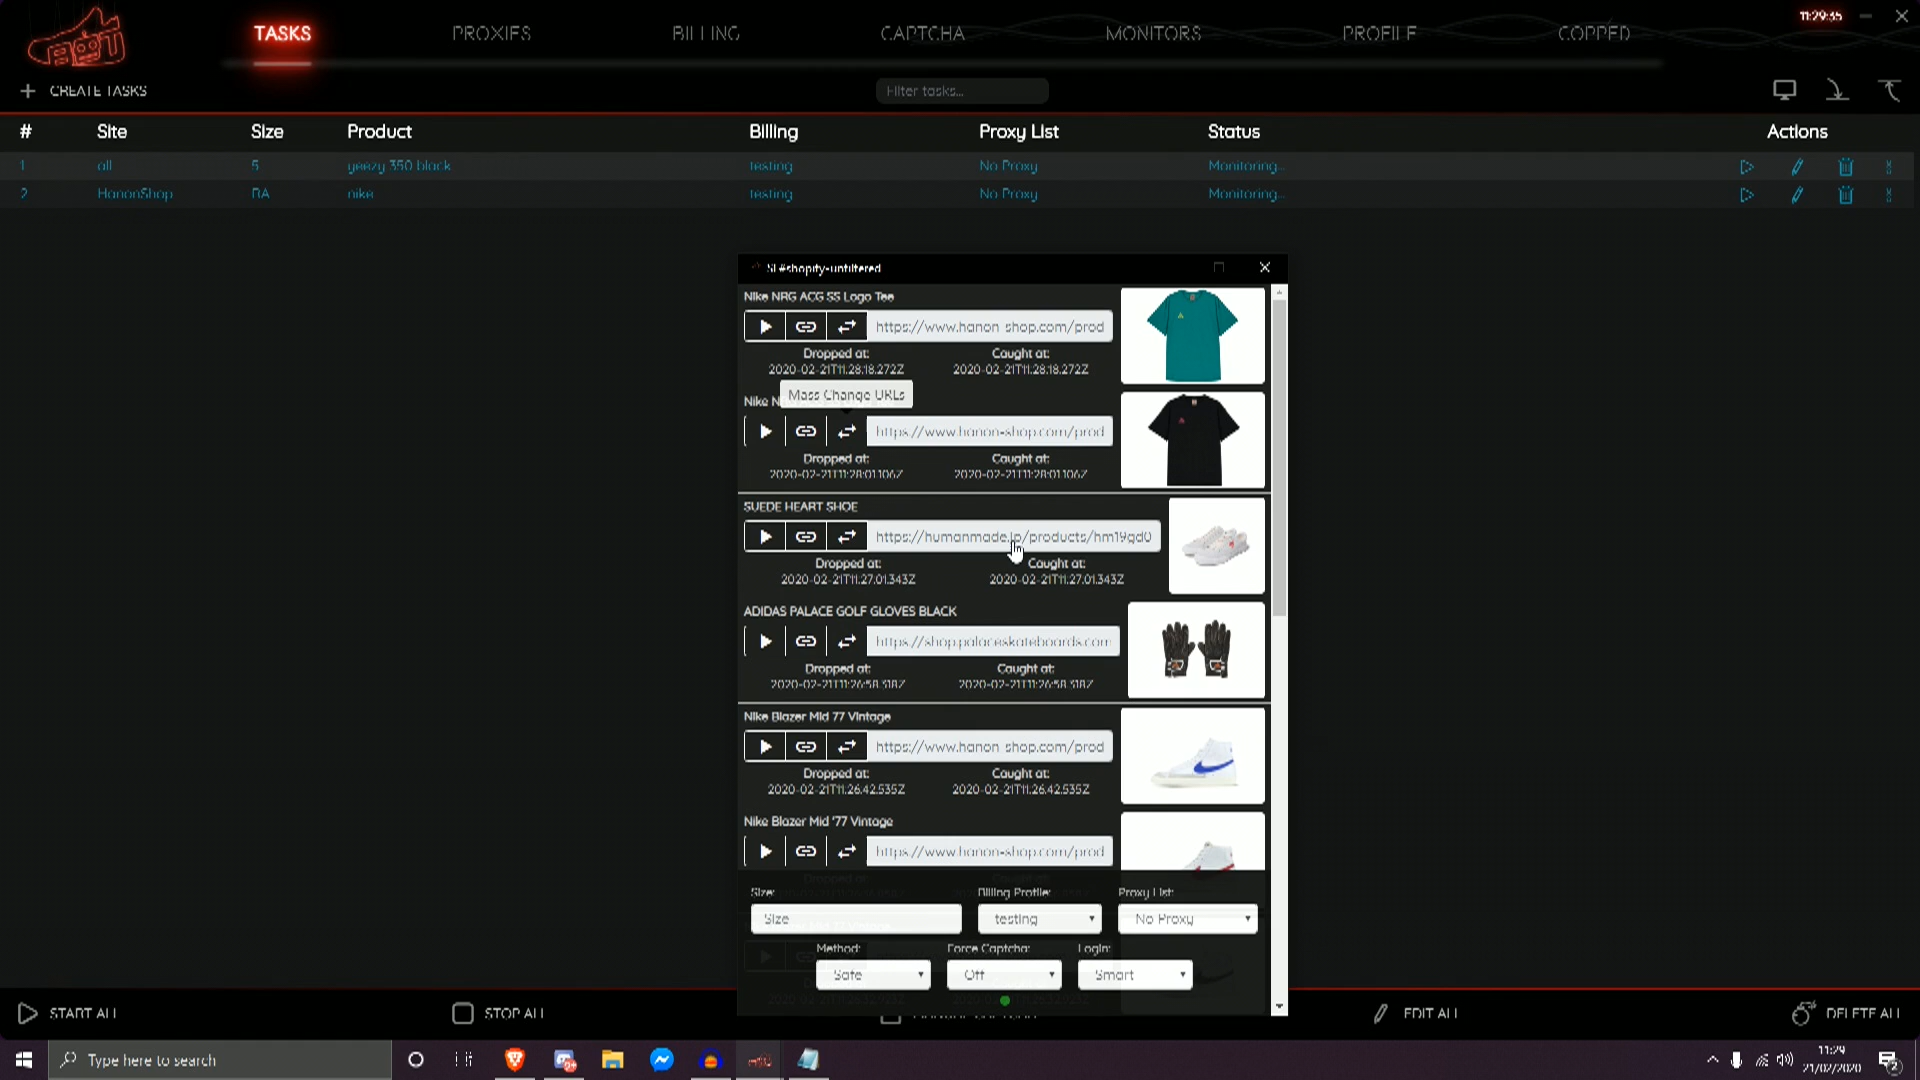 TASKS PROXIES BILLING CAPTCHA MONITORS PROFILE COPPED 11:29:35
CREATE TASKS Filter tasks...
# Site Size Product Billing Proxy List Status Actions
1 all 5 yeezy 350 black testing No Proxy Monitoring...
2 HanonShop RA nike testing No Proxy Monitoring...
#shopify-unfiltered
Nike NRG ACG SS Logo Tee
https://www.hanon-shop.com/prod
Dropped at: Caught at:
2020-02-21T11:28:18.272Z 2020-02-21T11:28:18.272Z
Mass Change URLs
Nike N
https://www.hanon-shop.com/prod
Dropped at: Caught at:
2020-02-21T11:28:01.106Z 2020-02-21T11:28:01.106Z
SUEDE HEART SHOE
https://humanmade.jp/products/hm19gd0
Dropped at: Caught at:
2020-02-21T11:27:01.343Z 2020-02-21T11:27:01.343Z
ADIDAS PALACE GOLF GLOVES BLACK
https://shop.palaceskateboards.com
Dropped at: Caught at:
2020-02-21T11:26:58.318Z 2020-02-21T11:26:58.318Z
Nike Blazer Mid 77 Vintage
https://www.hanon-shop.com/prod
Dropped at: Caught at:
2020-02-21T11:26:42.535Z 2020-02-21T11:26:42.535Z
Nike Blazer Mid '77 Vintage
https://www.hanon-shop.com/prod
Size: Billing Profile: Proxy List:
Size testing No Proxy
Method: Force Captcha: Login:
Safe Off Smart
START ALL STOP ALL EDIT ALL DELETE ALL
Type here to search
11:29
21/02/2020
2